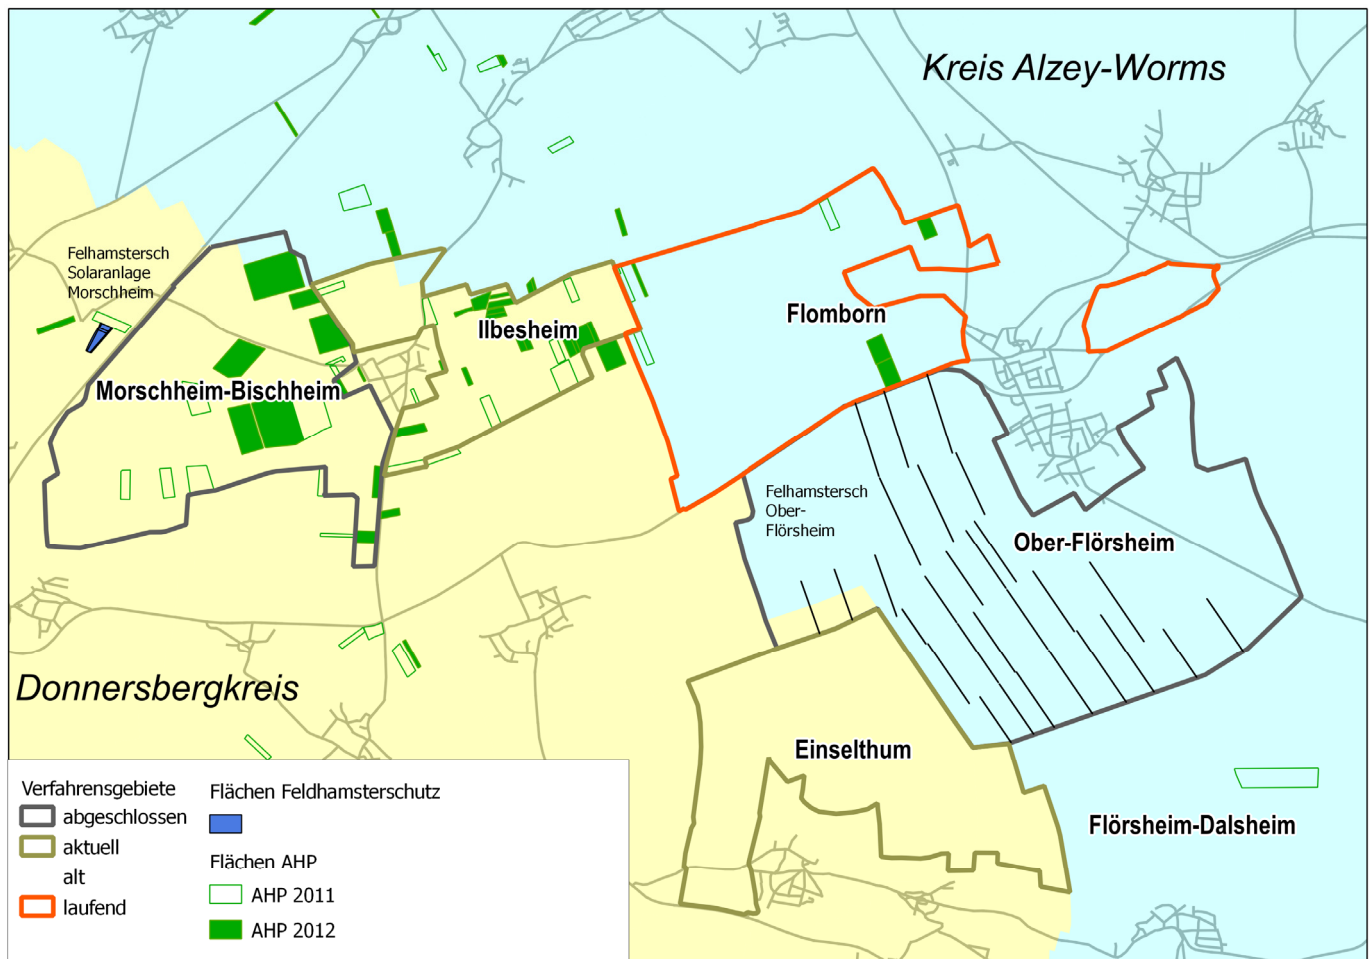 Kreis Alzey-Worms
Felhamstersch
Solaranlage
Morschheim
Flomborn
Ilbesheim
Morschheim-Bischheim
Felhamstersch
Ober-
Flörsheim
Ober-Flörsheim
Donnersbergkreis
Einselthum
Flörsheim-Dalsheim
Verfahrensgebiete
abgeschlossen
aktuell
alt
laufend
Flächen Feldhamsterschutz
Flächen AHP
AHP 2011
AHP 2012